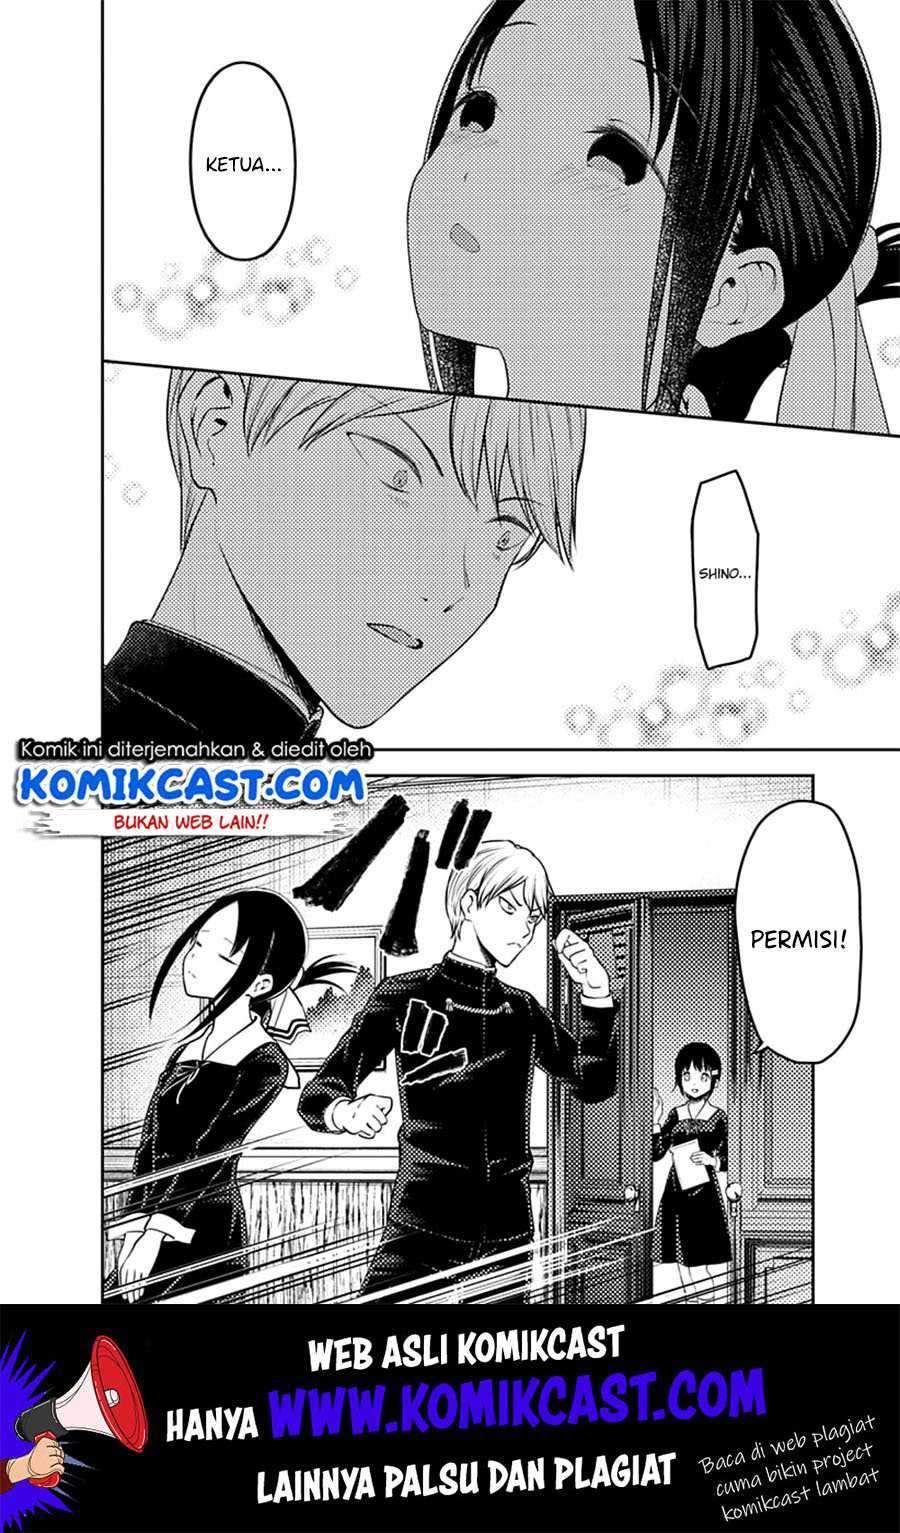 KETUA...
SHINO...
Komik ini diterjemahkan & diedit oleh
KOMIKCAST.COM
BUKAN WEB LAIN!!
PERMISI!
WEB ASLI KOMIKCAST
HANYA WWW.KOMIKCAST.COM
LAINNYA PALSU DAN PLAGIAT
Baca di web plagiat
cuma bikin project
komikcast lambat